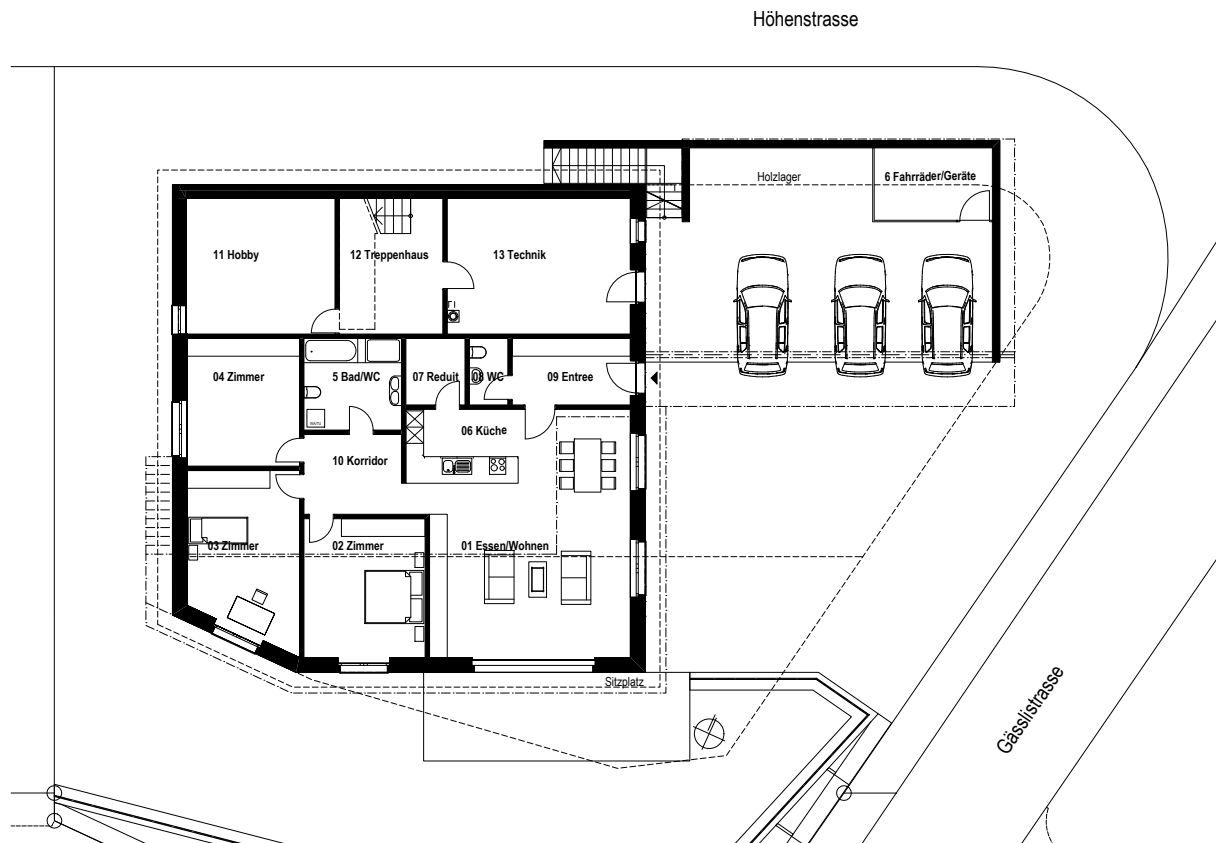 Höhenstrasse
Holzlager
6 Fahrräder/Geräte
11 Hobby
12 Treppenhaus
13 Technik
04 Zimmer
5 Bad/WC
07 Reduit
08 WC
09 Entree
06 Küche
10 Korridor
03 Zimmer
02 Zimmer
01 Essen/Wohnen
Sitzplatz
Gässlistrasse